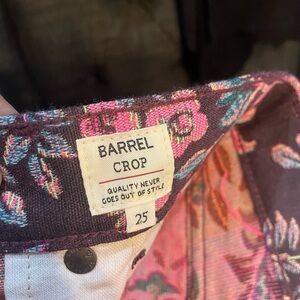 BARREL
CROP
QUALITY NEVER
GOES OUT OF STYLE
25